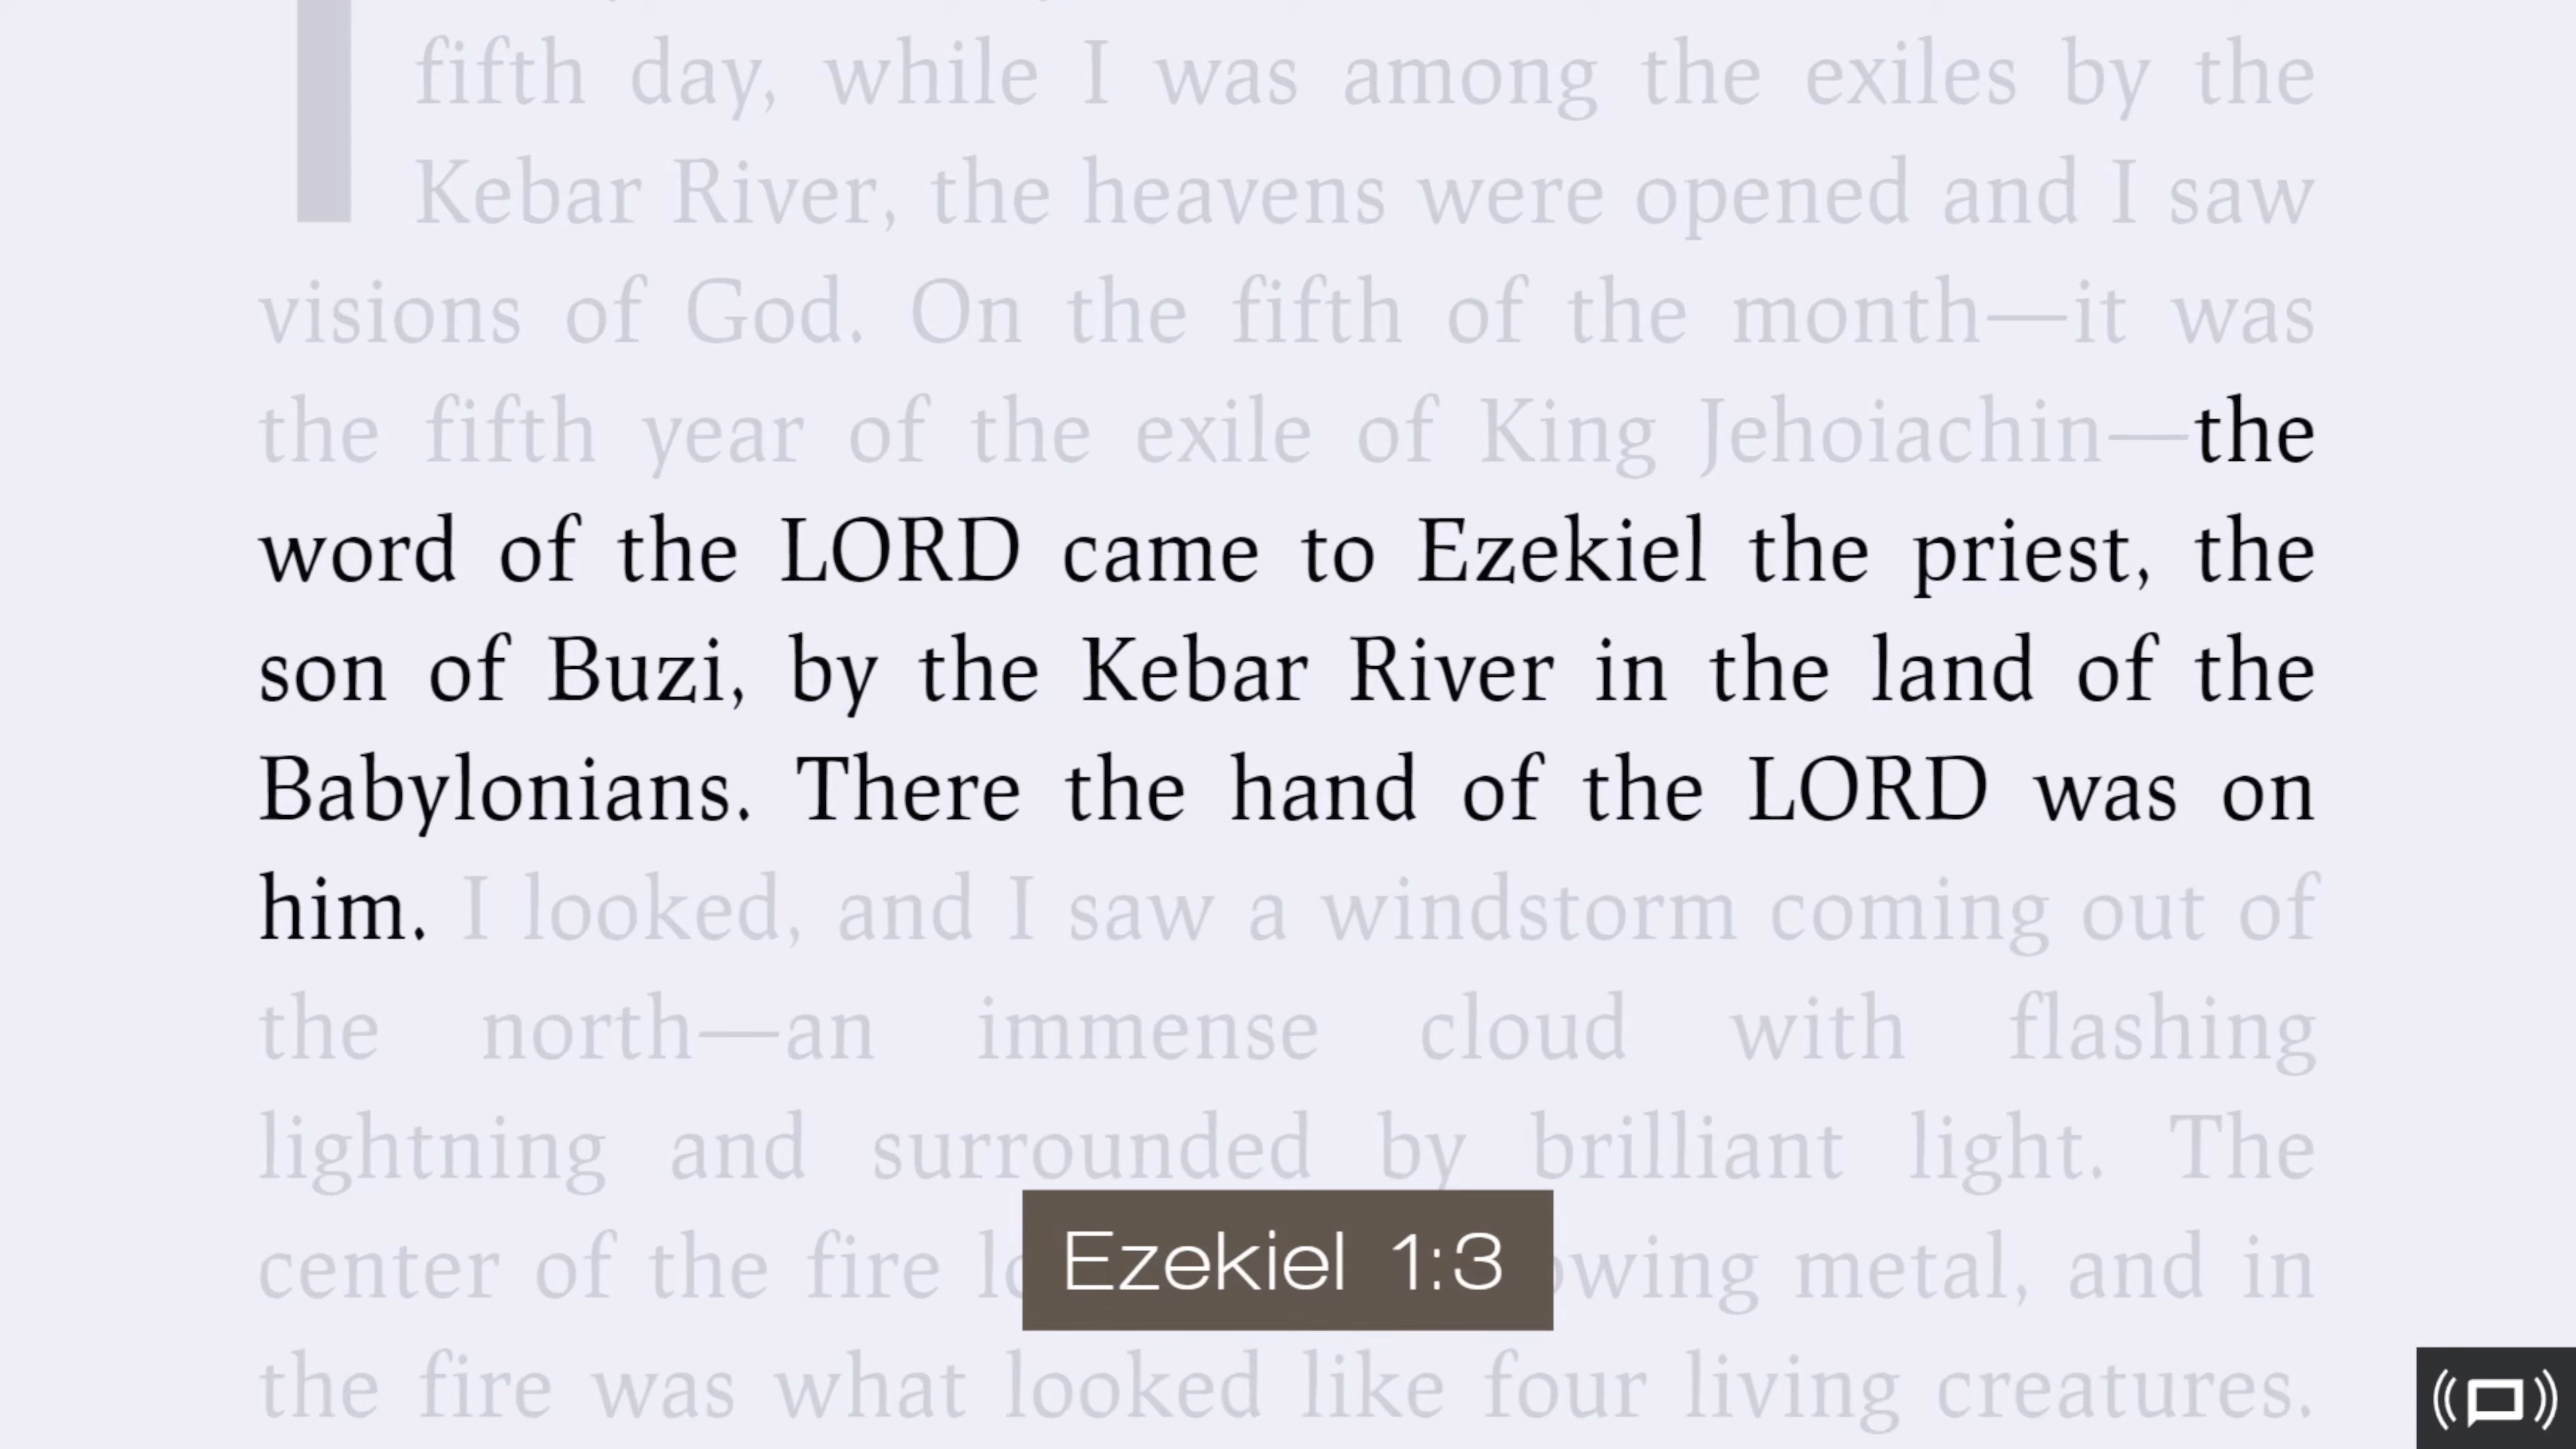 fifth day, while I was among the exiles by the
Kebar River, the heavens were opened and I saw
visions of God. On the fifth of the month—it was
the fifth year of the exile of King Jehoiachin—the
word of the LORD came to Ezekiel the priest, the
son of Buzi, by the Kebar River in the land of the
Babylonians. There the hand of the LORD was on
him. I looked, and I saw a windstorm coming out of
the north—an immense cloud with flashing
lightning and surrounded by brilliant light. The
center of the fire metal, and in
Ezekiel 1:3
the fire was what looked like four living creatures.